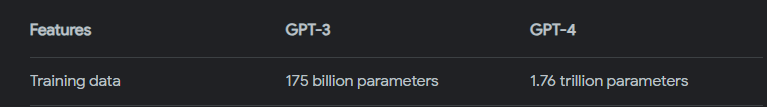 Features GPT-3 GPT-4
Training data 175 billion parameters 1.76 trillion parameters